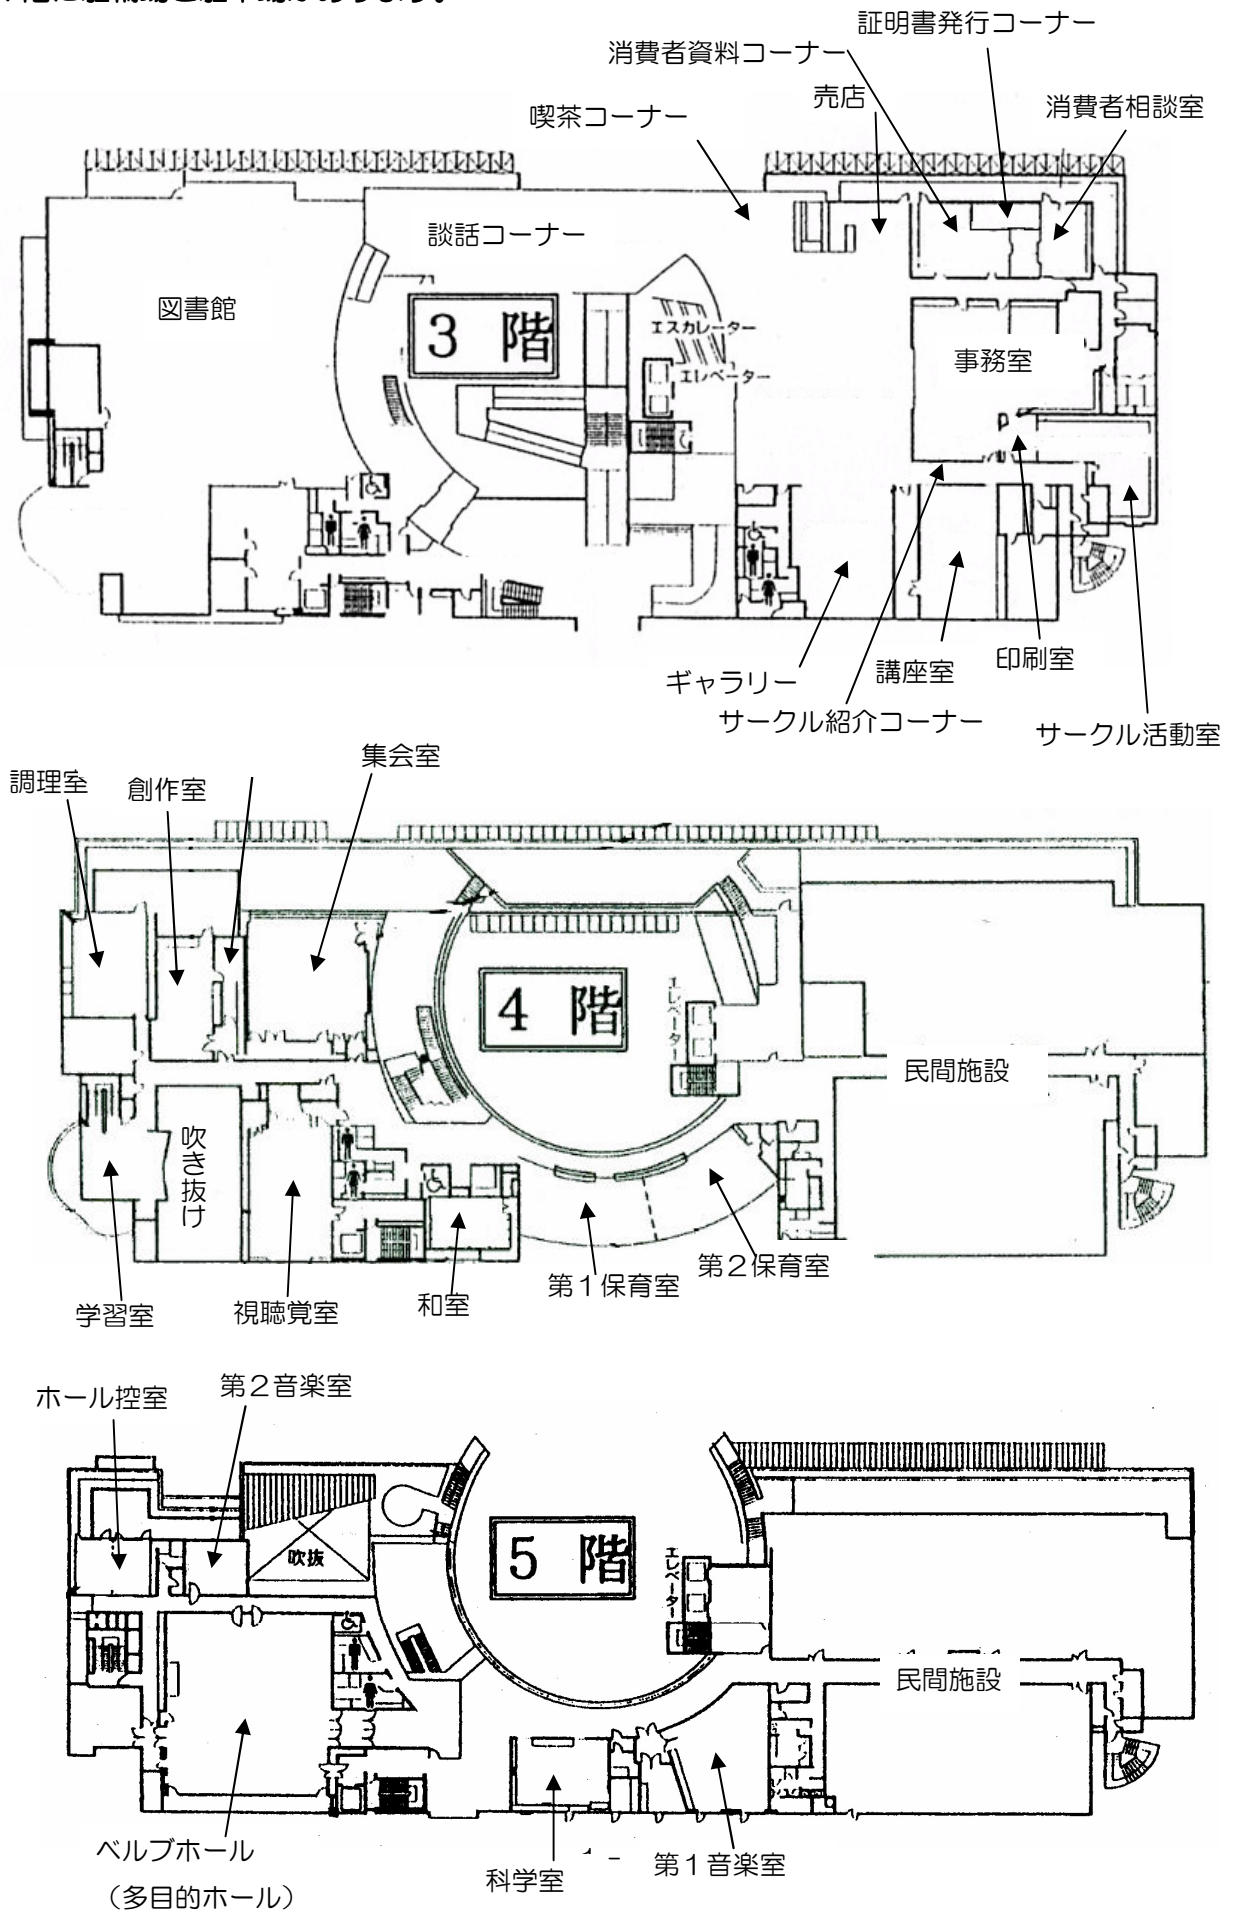 証明書発行コーナー
消費者資料コーナー
売店
消費者相談室
喫茶コーナー
談話コーナー
図書館
3 階
エスカレーター
エレベーター
事務室
ギャラリー
講座室
印刷室
サークル紹介コーナー
サークル活動室
調理室
創作室
集会室
4 階
エレベーター
民間施設
吹き抜け
学習室
視聴覚室
和室
第1保育室
第2保育室
ホール控室
第2音楽室
吹抜
5 階
エレベーター
民間施設
ベルブホール
(多目的ホール)
科学室
第1音楽室